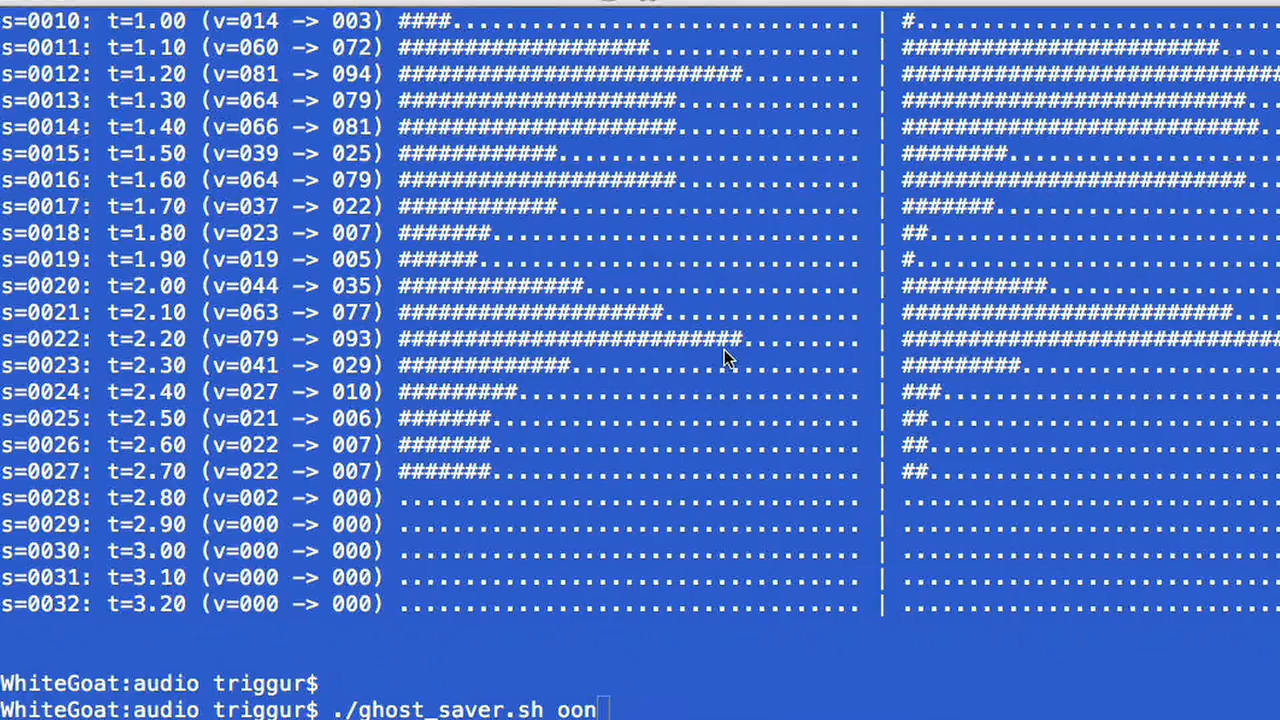 s=0010: t=1.00 (v=014 -> 003) ####............................... | #............................
s=0011: t=1.10 (v=060 -> 072) ###################................ | ########################.....
s=0012: t=1.20 (v=081 -> 094) ##########################......... | #############################
s=0013: t=1.30 (v=064 -> 079) #####################.............. | ##########################...
s=0014: t=1.40 (v=066 -> 081) #####################.............. | ###########################..
s=0015: t=1.50 (v=039 -> 025) ############....................... | ########.....................
s=0016: t=1.60 (v=064 -> 079) #####################.............. | ##########################...
s=0017: t=1.70 (v=037 -> 022) ############....................... | #######......................
s=0018: t=1.80 (v=023 -> 007) #######............................ | ##...........................
s=0019: t=1.90 (v=019 -> 005) ######............................. | #............................
s=0020: t=2.00 (v=044 -> 035) ##############..................... | ###########..................
s=0021: t=2.10 (v=063 -> 077) ####################............... | #########################....
s=0022: t=2.20 (v=079 -> 093) ##########################......... | #############################
s=0023: t=2.30 (v=041 -> 029) #############...................... | #########....................
s=0024: t=2.40 (v=027 -> 010) #########.......................... | ###..........................
s=0025: t=2.50 (v=021 -> 006) #######............................ | ##...........................
s=0026: t=2.60 (v=022 -> 007) #######............................ | ##...........................
s=0027: t=2.70 (v=022 -> 007) #######............................ | ##...........................
s=0028: t=2.80 (v=002 -> 000) ................................... | .............................
s=0029: t=2.90 (v=000 -> 000) ................................... | .............................
s=0030: t=3.00 (v=000 -> 000) ................................... | .............................
s=0031: t=3.10 (v=000 -> 000) ................................... | .............................
s=0032: t=3.20 (v=000 -> 000) ................................... | .............................
WhiteGoat:audio triggur$
WhiteGoat:audio triggur$ ./ghost_saver.sh oon